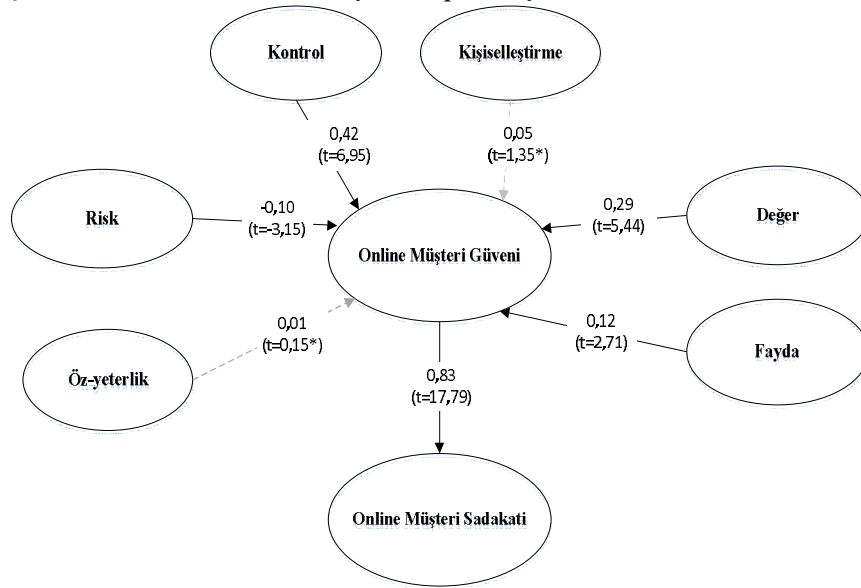 Kontrol
Kişiselleştirme
0,42
(t=6,95)
0,05
(t=1,35*)
Risk
-0,10
(t=-3,15)
0,29
(t=5,44)
Değer
Online Müşteri Güveni
0,01
(t=0,15*)
0,12
(t=2,71)
Fayda
Öz-yeterlik
0,83
(t=17,79)
Online Müşteri Sadakati